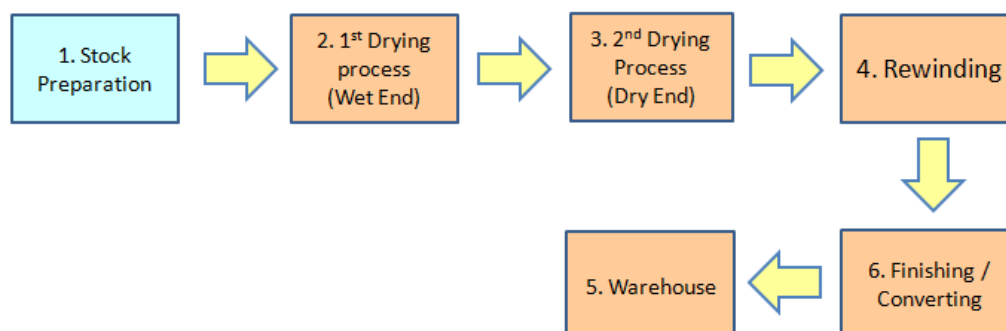 1. Stock
Preparation
2. 1st Drying
process
(Wet End)
3. 2nd Drying
Process
(Dry End)
4. Rewinding
5. Warehouse
6. Finishing /
Converting